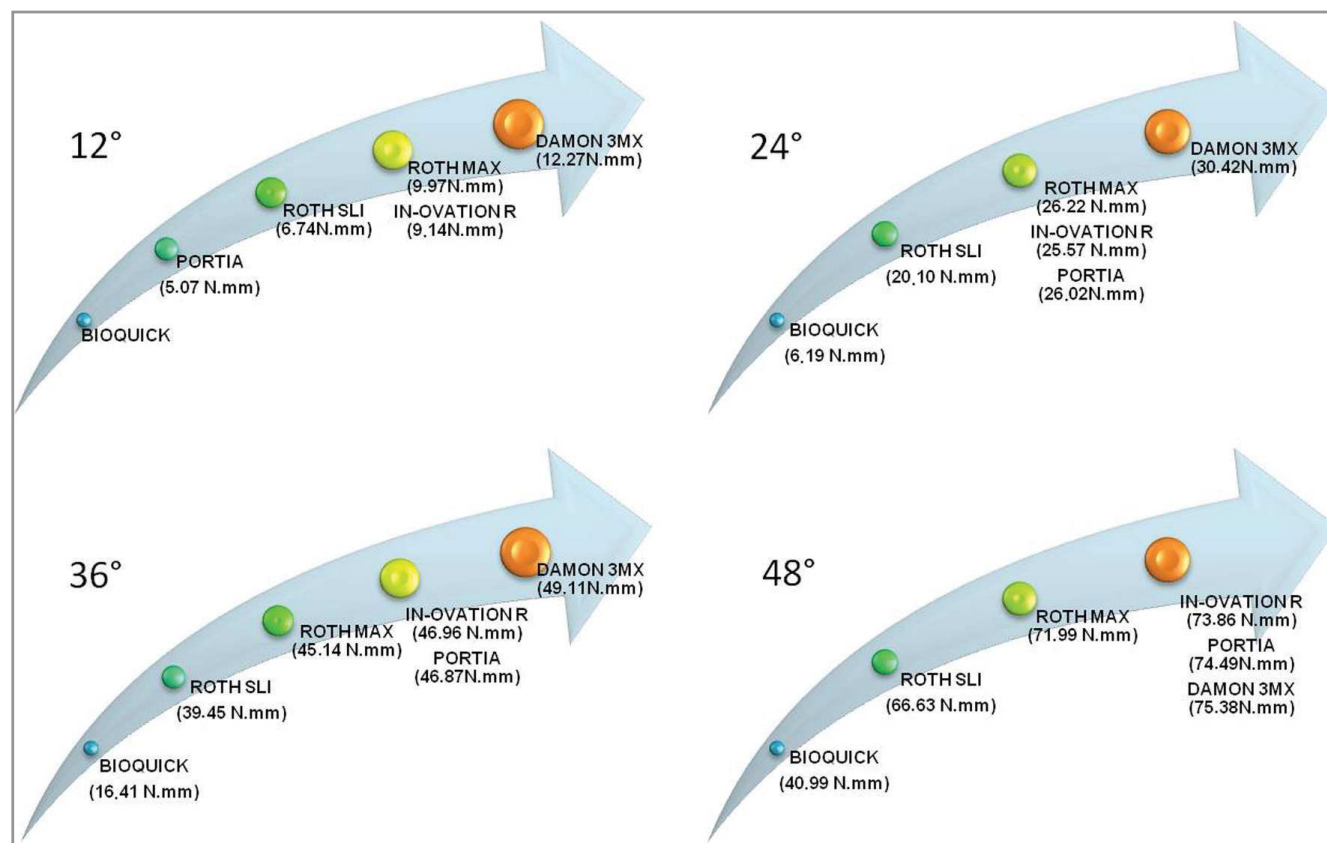 12°
DAMON 3MX
(12.27N.mm)
ROTH MAX
(9.97N.mm)
IN-OVATION R
(9.14N.mm)
ROTH SLI
(6.74N.mm)
PORTIA
(5.07 N.mm)
BIOQUICK
24°
DAMON 3MX
(30.42N.mm)
ROTH MAX
(26.22 N.mm)
IN-OVATION R
(25.57 N.mm)
PORTIA
(26.02N.mm)
ROTH SLI
(20.10 N.mm)
BIOQUICK
(6.19 N.mm)
36°
DAMON 3MX
(49.11N.mm)
IN-OVATION R
(46.96 N.mm)
PORTIA
(46.87N.mm)
ROTH MAX
(45.14 N.mm)
ROTH SLI
(39.45 N.mm)
BIOQUICK
(16.41 N.mm)
48°
IN-OVATION R
(73.86 N.mm)
PORTIA
(74.49N.mm)
DAMON 3MX
(75.38N.mm)
ROTH MAX
(71.99 N.mm)
ROTH SLI
(66.63 N.mm)
BIOQUICK
(40.99 N.mm)